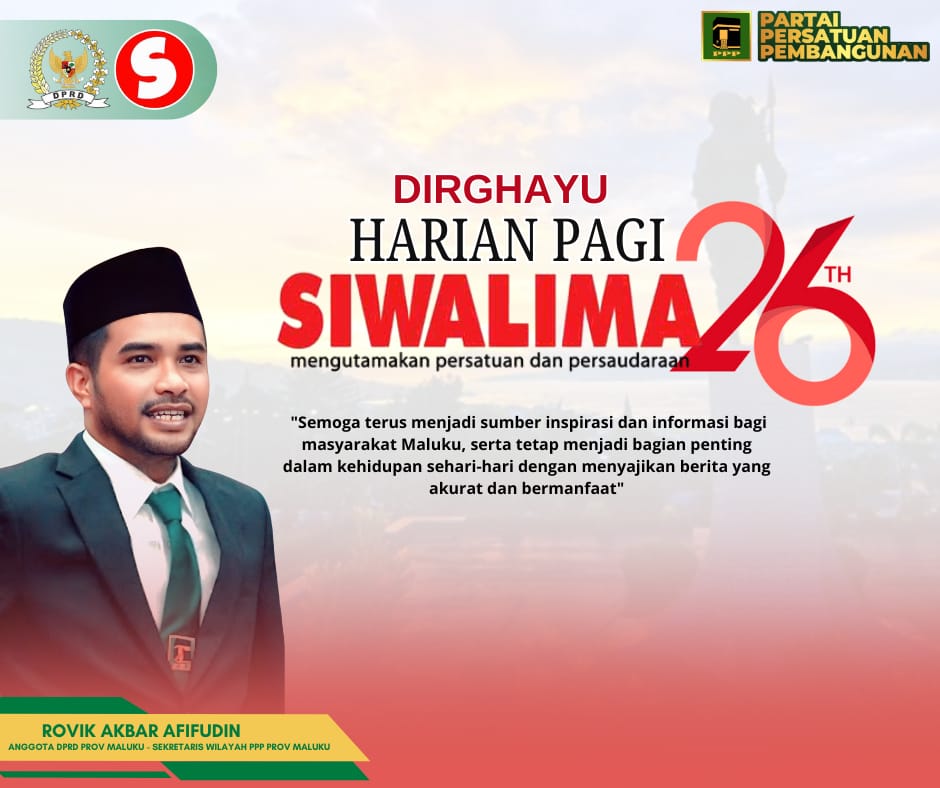 DPRD
S
PPP
PARTAI
PERSATUAN
PEMBANGUNAN
DIRGHAYU
HARIAN PAGI
SIWALIMA
26 TH
mengutamakan persatuan dan persaudaraan
"Semoga terus menjadi sumber inspirasi dan informasi bagi
masyarakat Maluku, serta tetap menjadi bagian penting
dalam kehidupan sehari-hari dengan menyajikan berita yang
akurat dan bermanfaat"
ROVIK AKBAR AFIFUDIN
ANGGOTA DPRD PROV MALUKU - SEKRETARIS WILAYAH PPP PROV MALUKU